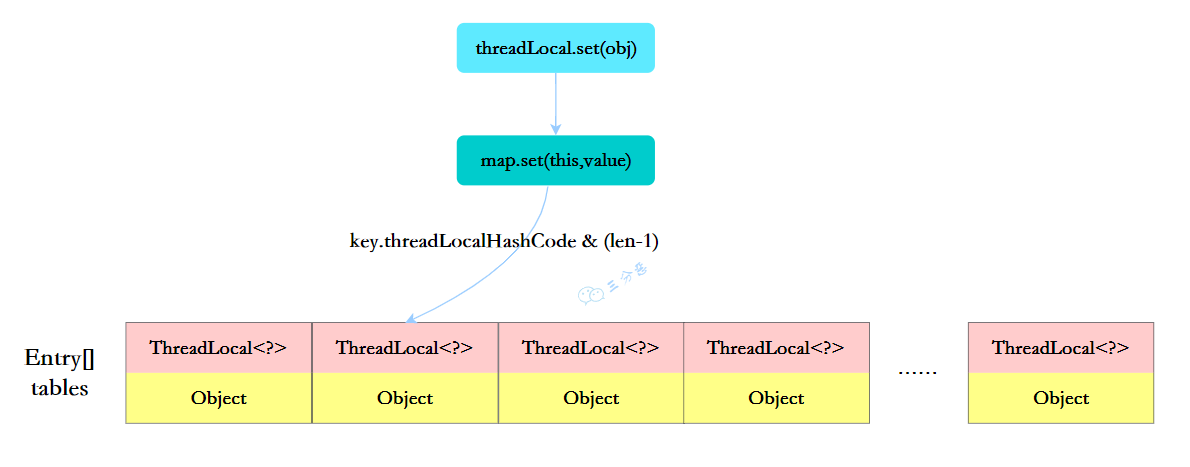 threadLocal.set(obj)
map.set(this,value)
key.threadLocalHashCode & (len-1)
三分恶
Entry[]
tables
ThreadLocal<?> ThreadLocal<?> ThreadLocal<?> ThreadLocal<?> ...... ThreadLocal<?>
Object Object Object Object Object